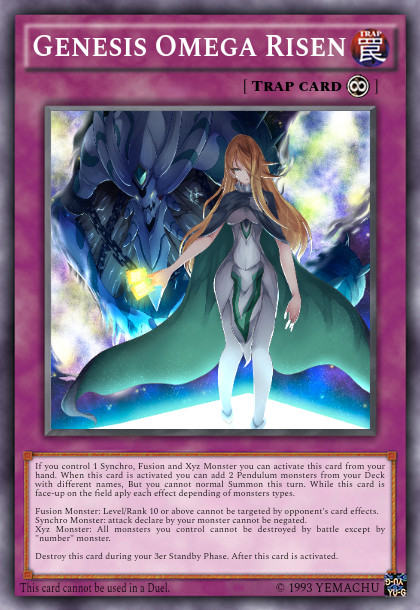 GENESIS OMEGA RISEN
TRAP
罠
[ TRAP CARD ♾ ]
If you control 1 Synchro, Fusion and Xyz Monster you can activate this card from your
hand. When this card is activated you can add 2 Pendulum monsters from your Deck
with different names, But you cannot normal Summon this turn. While this card is
face-up on the field aply each effect depending of monsters types.
Fusion Monster: Level/Rank 10 or above cannot be targeted by opponent's card effects.
Synchro Monster: attack declare by your monster cannot be negated.
Xyz Monster: All monsters you control cannot be destroyed by battle except by
"number" monster.
Destroy this card during your 3er Standby Phase. After this card is activated.
This card cannot be used in a Duel.
© 1993 YEMACHU
D-NA
YU-G